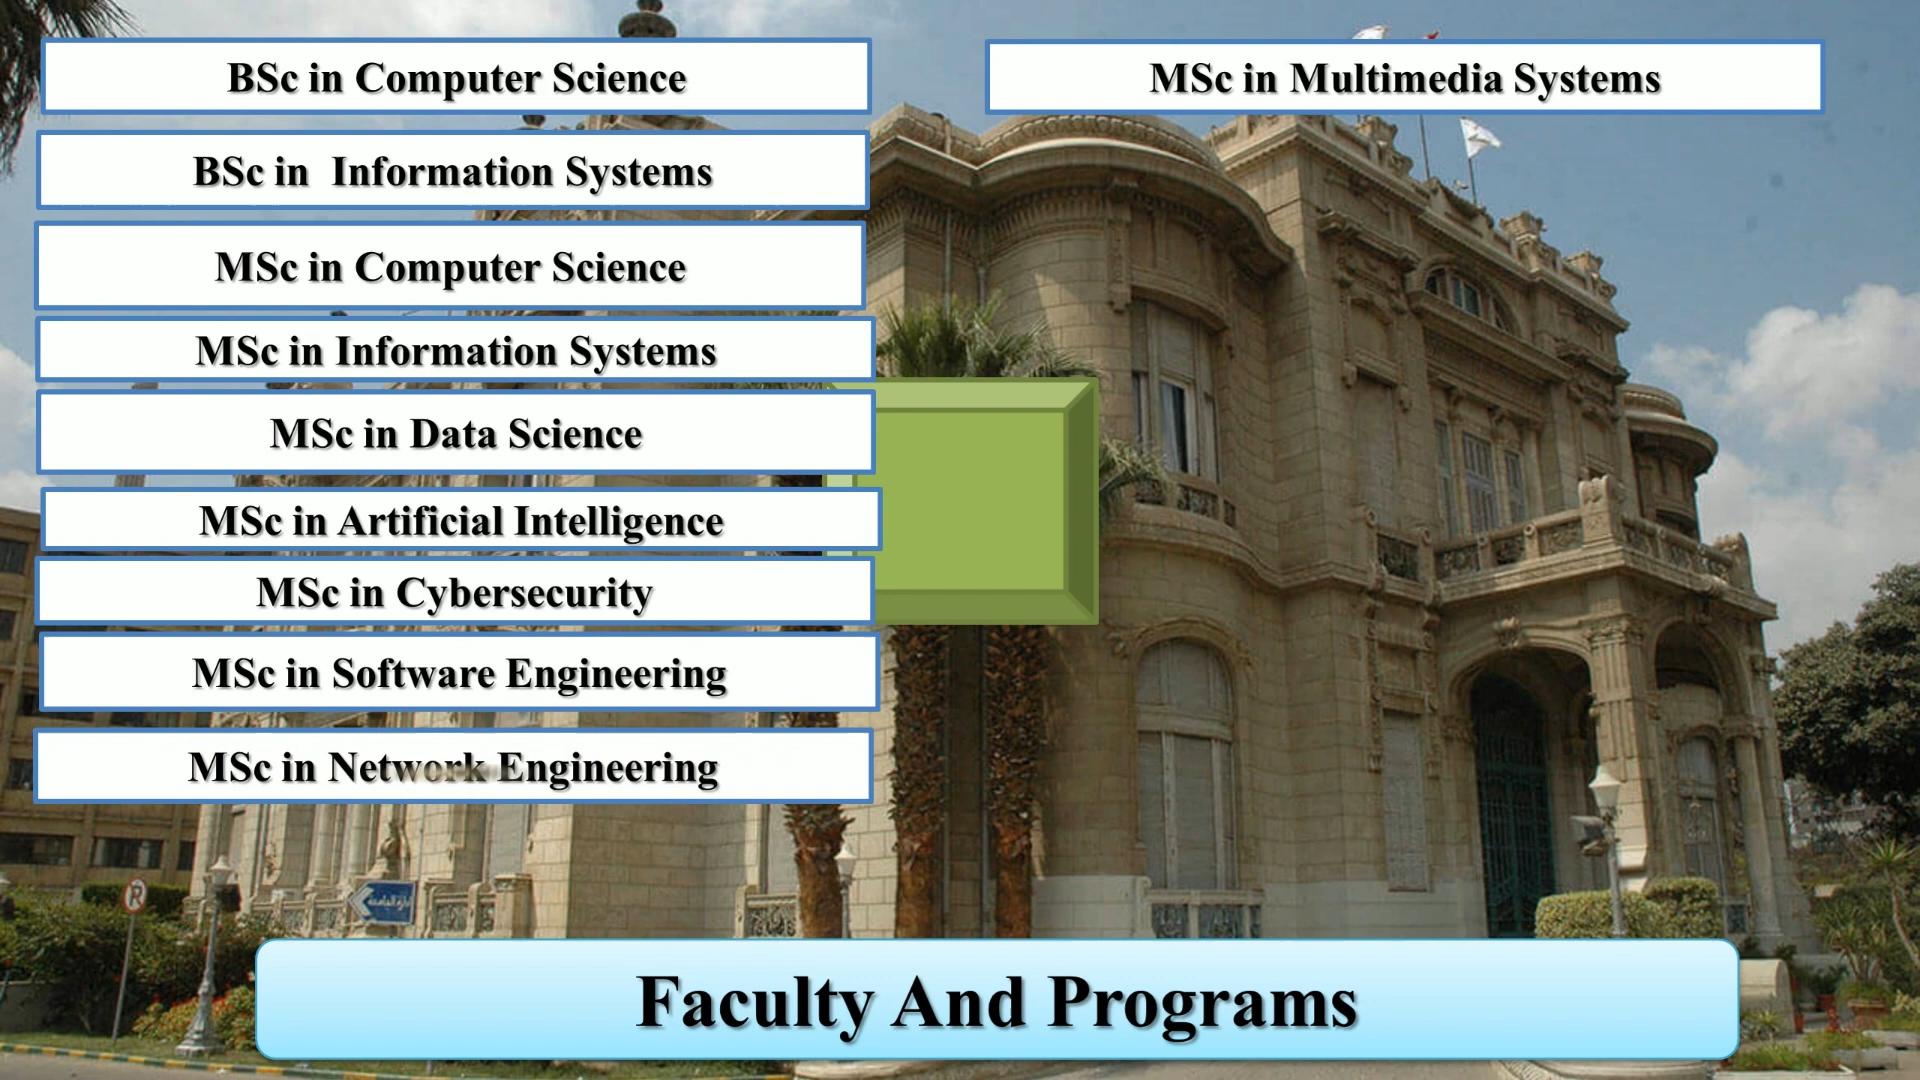 BSc in Computer Science
BSc in Information Systems
MSc in Computer Science
MSc in Information Systems
MSc in Data Science
MSc in Artificial Intelligence
MSc in Cybersecurity
MSc in Software Engineering
MSc in Network Engineering
MSc in Multimedia Systems
إدارة الجامعة
Faculty And Programs